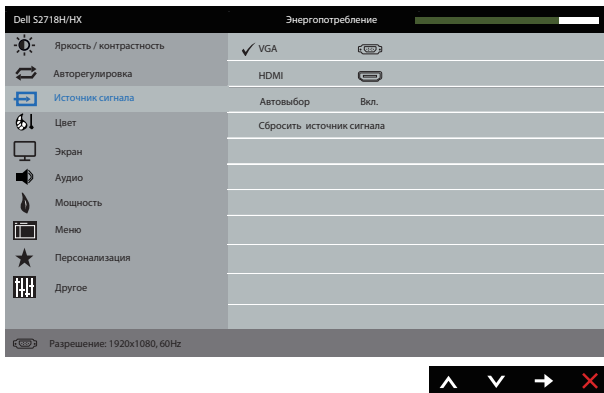 Dell S2718H/HX Энергопотребление
Яркость / контрастность
VGA
Авторегулировка
HDMI
Источник сигнала
Автовыбор Вкл.
Цвет
Сбросить источник сигнала
Экран
Аудио
Мощность
Меню
Персонализация
Другое
Разрешение: 1920x1080, 60Hz